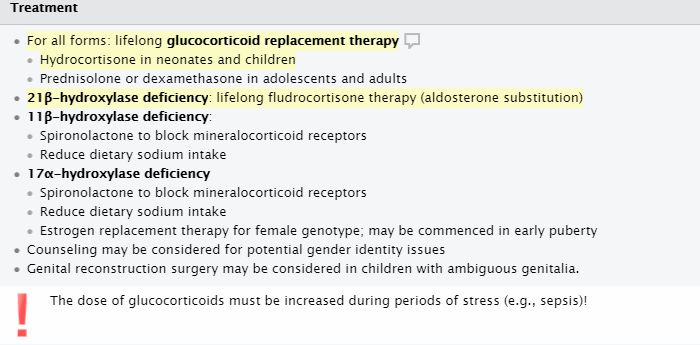 Treatment
• For all forms: lifelong glucocorticoid replacement therapy
• Hydrocortisone in neonates and children
• Prednisolone or dexamethasone in adolescents and adults
• 21β-hydroxylase deficiency: lifelong fludrocortisone therapy (aldosterone substitution)
• 11β-hydroxylase deficiency:
• Spironolactone to block mineralocorticoid receptors
• Reduce dietary sodium intake
• 17α-hydroxylase deficiency
• Spironolactone to block mineralocorticoid receptors
• Reduce dietary sodium intake
• Estrogen replacement therapy for female genotype; may be commenced in early puberty
• Counseling may be considered for potential gender identity issues
• Genital reconstruction surgery may be considered in children with ambiguous genitalia.
The dose of glucocorticoids must be increased during periods of stress (e.g., sepsis)!